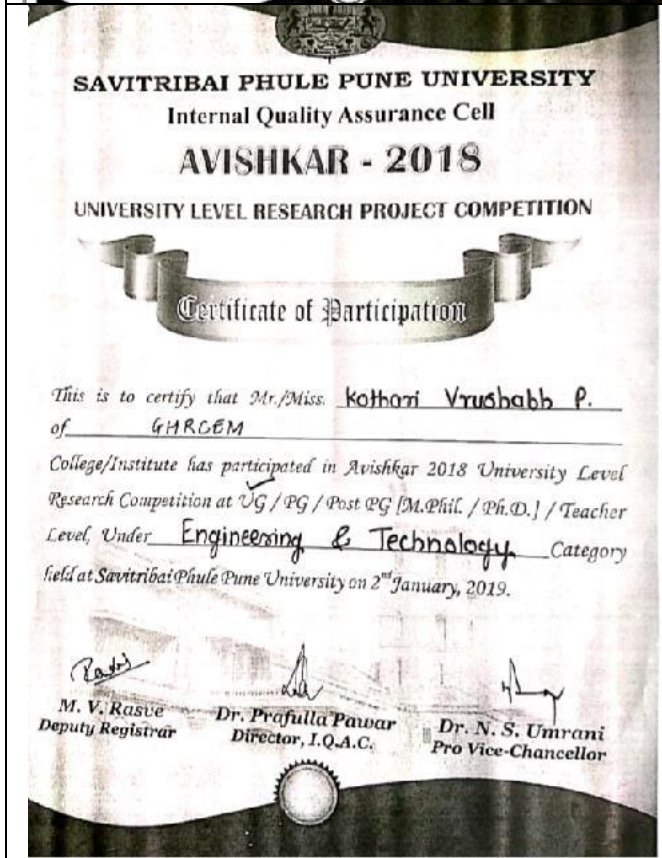 SAVITRIBAI PHULE PUNE UNIVERSITY
Internal Quality Assurance Cell
AVISHKAR - 2018
UNIVERSITY LEVEL RESEARCH PROJECT COMPETITION
Certificate of Participation
This is to certify that Mr./Miss. Kothari Vrushabh P.
of GHRCEM
College/Institute has participated in Avishkar 2018 University Level
Research Competition at UG / PG / Post PG [M.Phil. / Ph.D.] / Teacher
Level, Under Engineering & Technology Category
held at Savitribai Phule Pune University on 2nd January, 2019.
M. V. Rasve Dr. Prafulla Pawar Dr. N. S. Umrani
Deputy Registrar Director, I.Q.A.C. Pro Vice-Chancellor